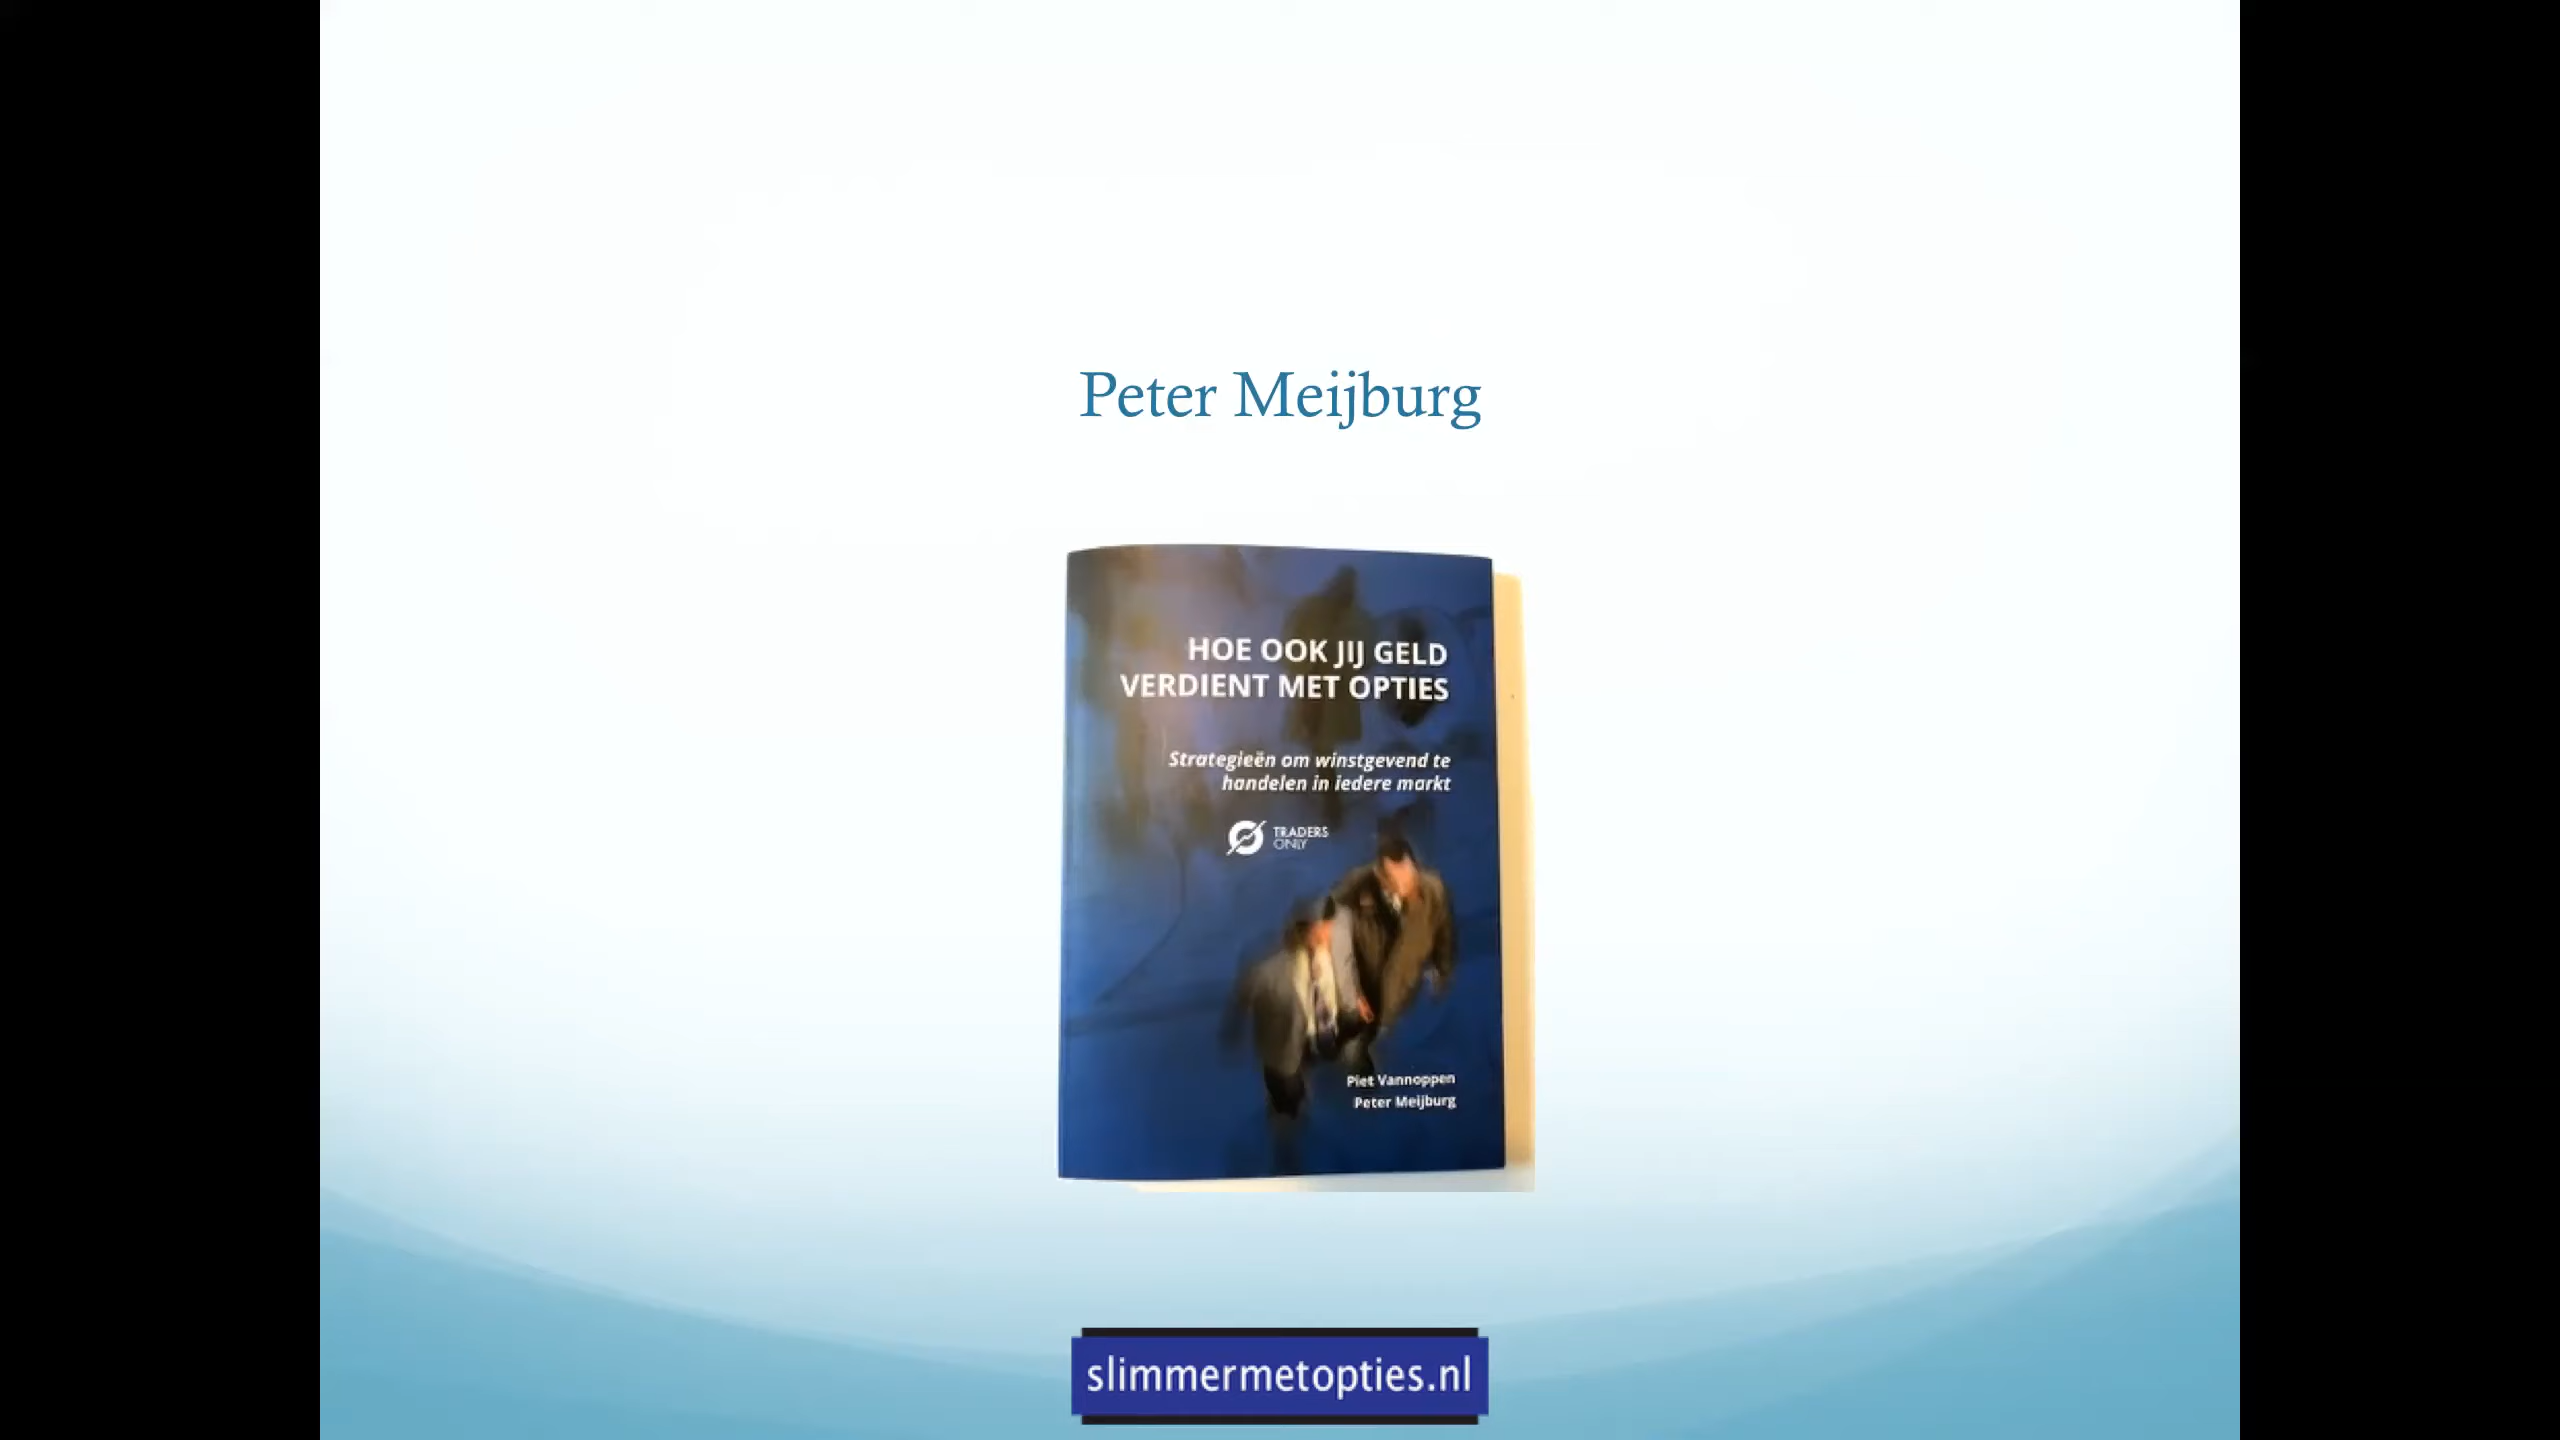 Peter Meijburg
HOE OOK JIJ GELD
VERDIENT MET OPTIES
Strategieën om winstgevend te
handelen in iedere markt
TRADERS
ONLY
Piet Vannoppen
Peter Meijburg
slimmermetopties.nl